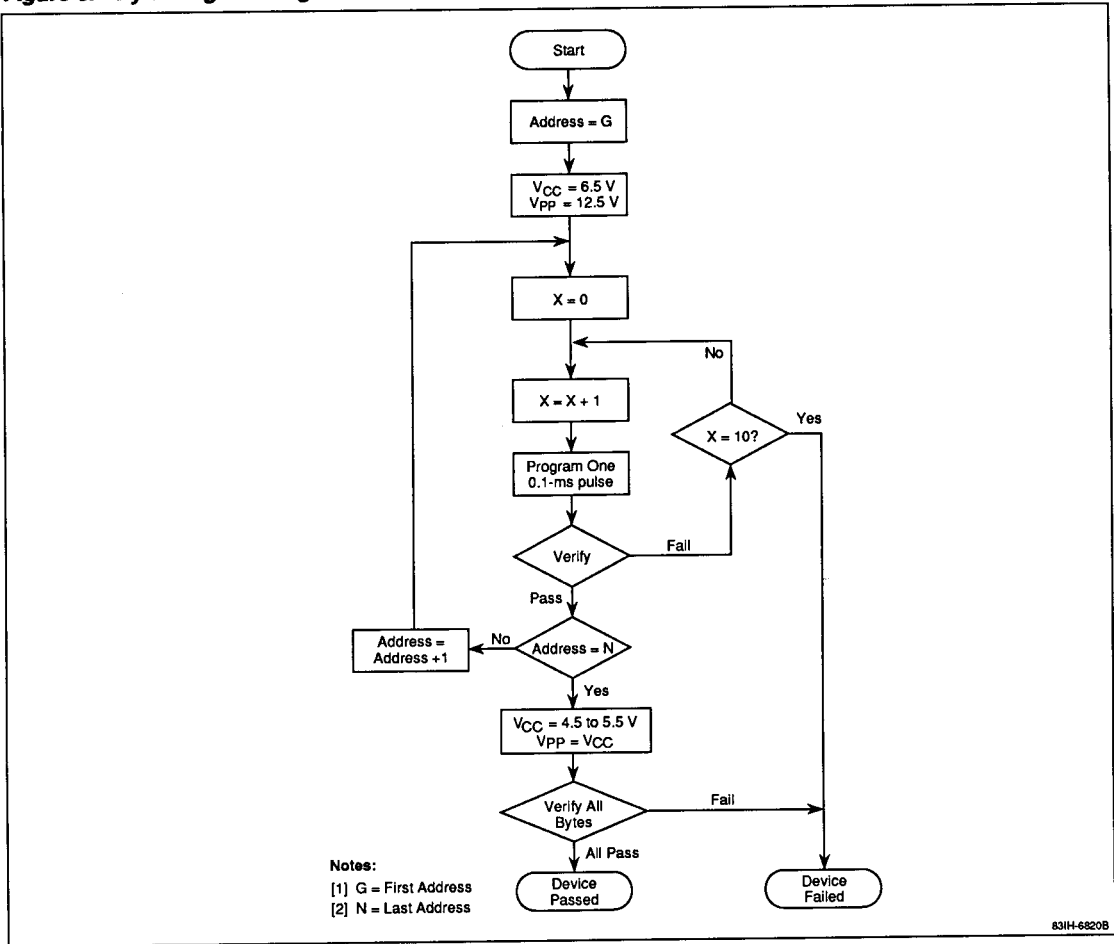 Start
Address = G
VCC = 6.5 V
VPP = 12.5 V
X = 0
No
X = X + 1
X = 10?
Yes
Program One
0.1-ms pulse
Verify
Fail
Pass
Address =
Address +1
No
Address = N
Yes
VCC = 4.5 to 5.5 V
VPP = VCC
Verify All
Bytes
Fail
All Pass
Device
Passed
Device
Failed
Notes:
[1] G = First Address
[2] N = Last Address
83IH-6820B